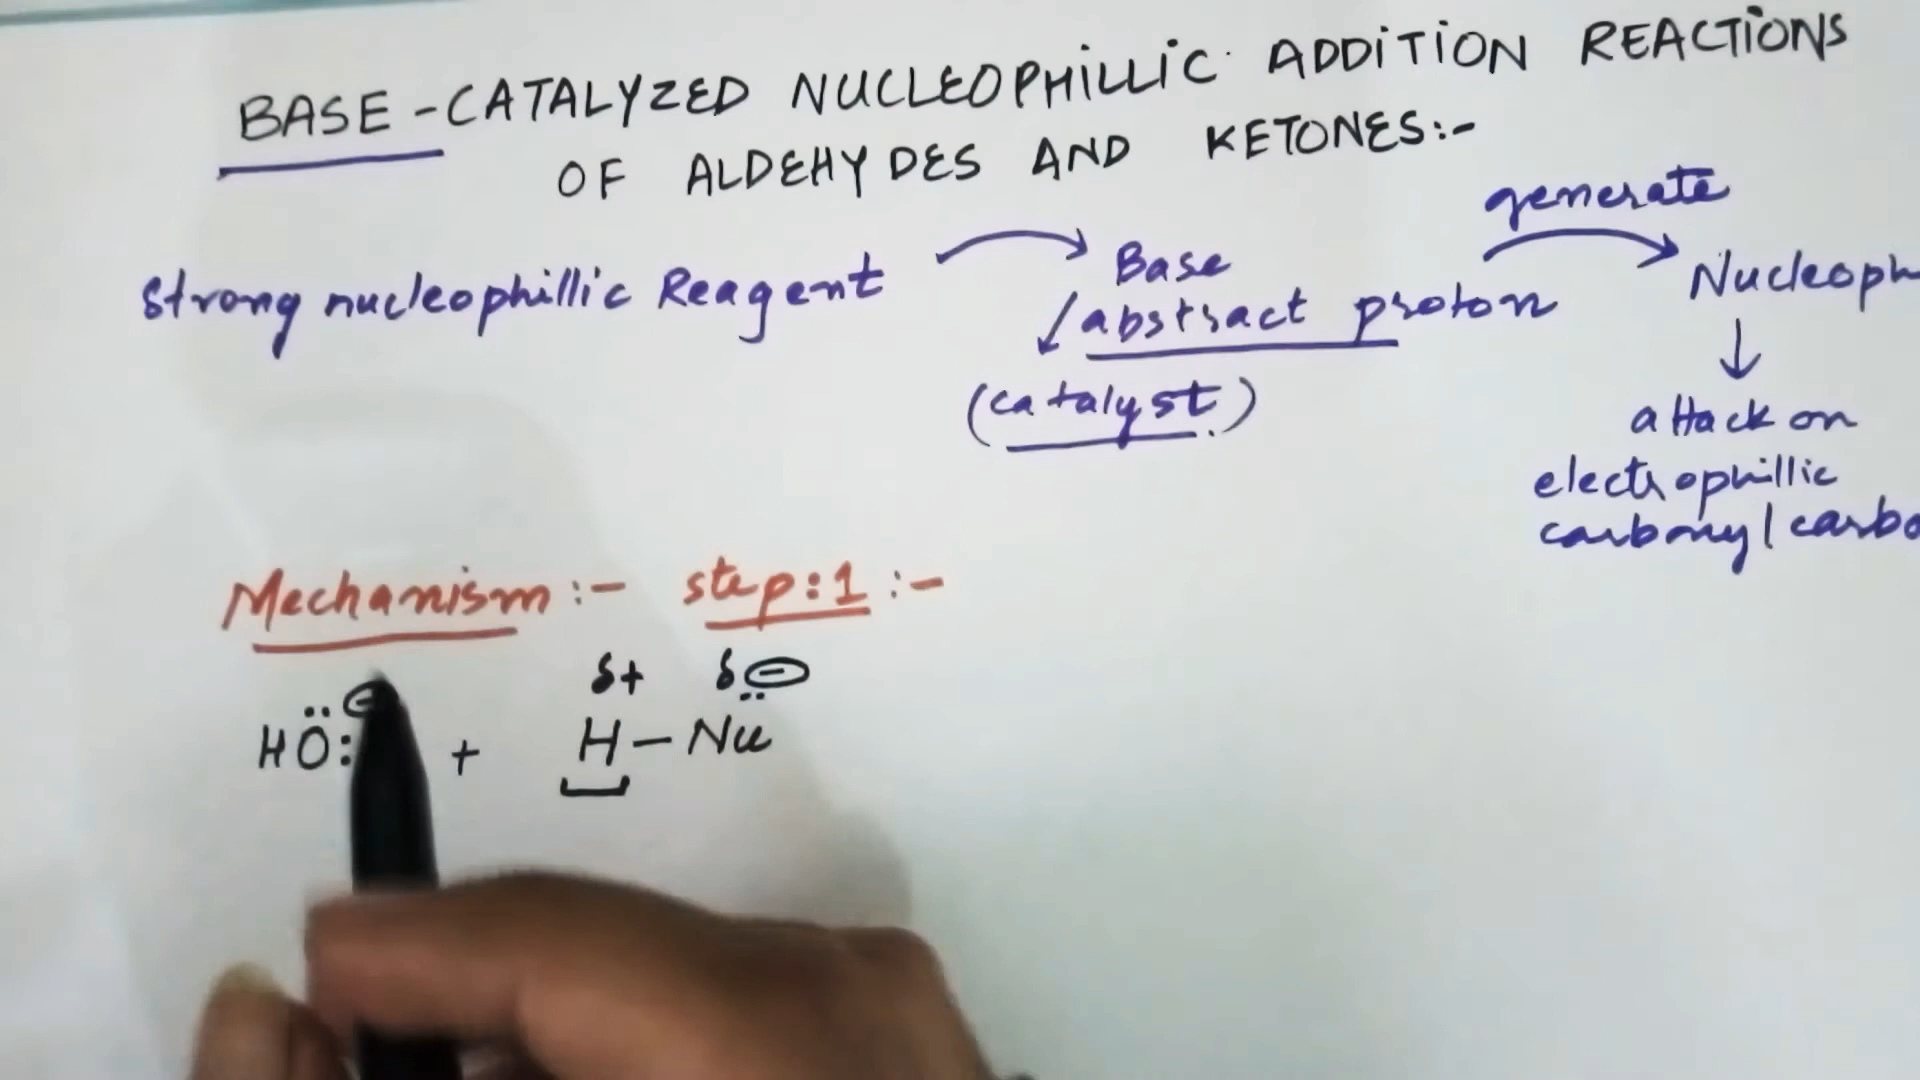 BASE-CATALYZED NUCLEOPHILLIC ADDITION REACTIONS
OF ALDEHYDES AND KETONES:-
generate
Strong nucleophillic Reagent → Base → Nucleoph
abstract proton
(catalyst)
↓
attack on
electrophillic
carbonyl carbo
Mechanism :- step:1 :-
δ+ δ⊖
HÖ:⊖ + H-Nu